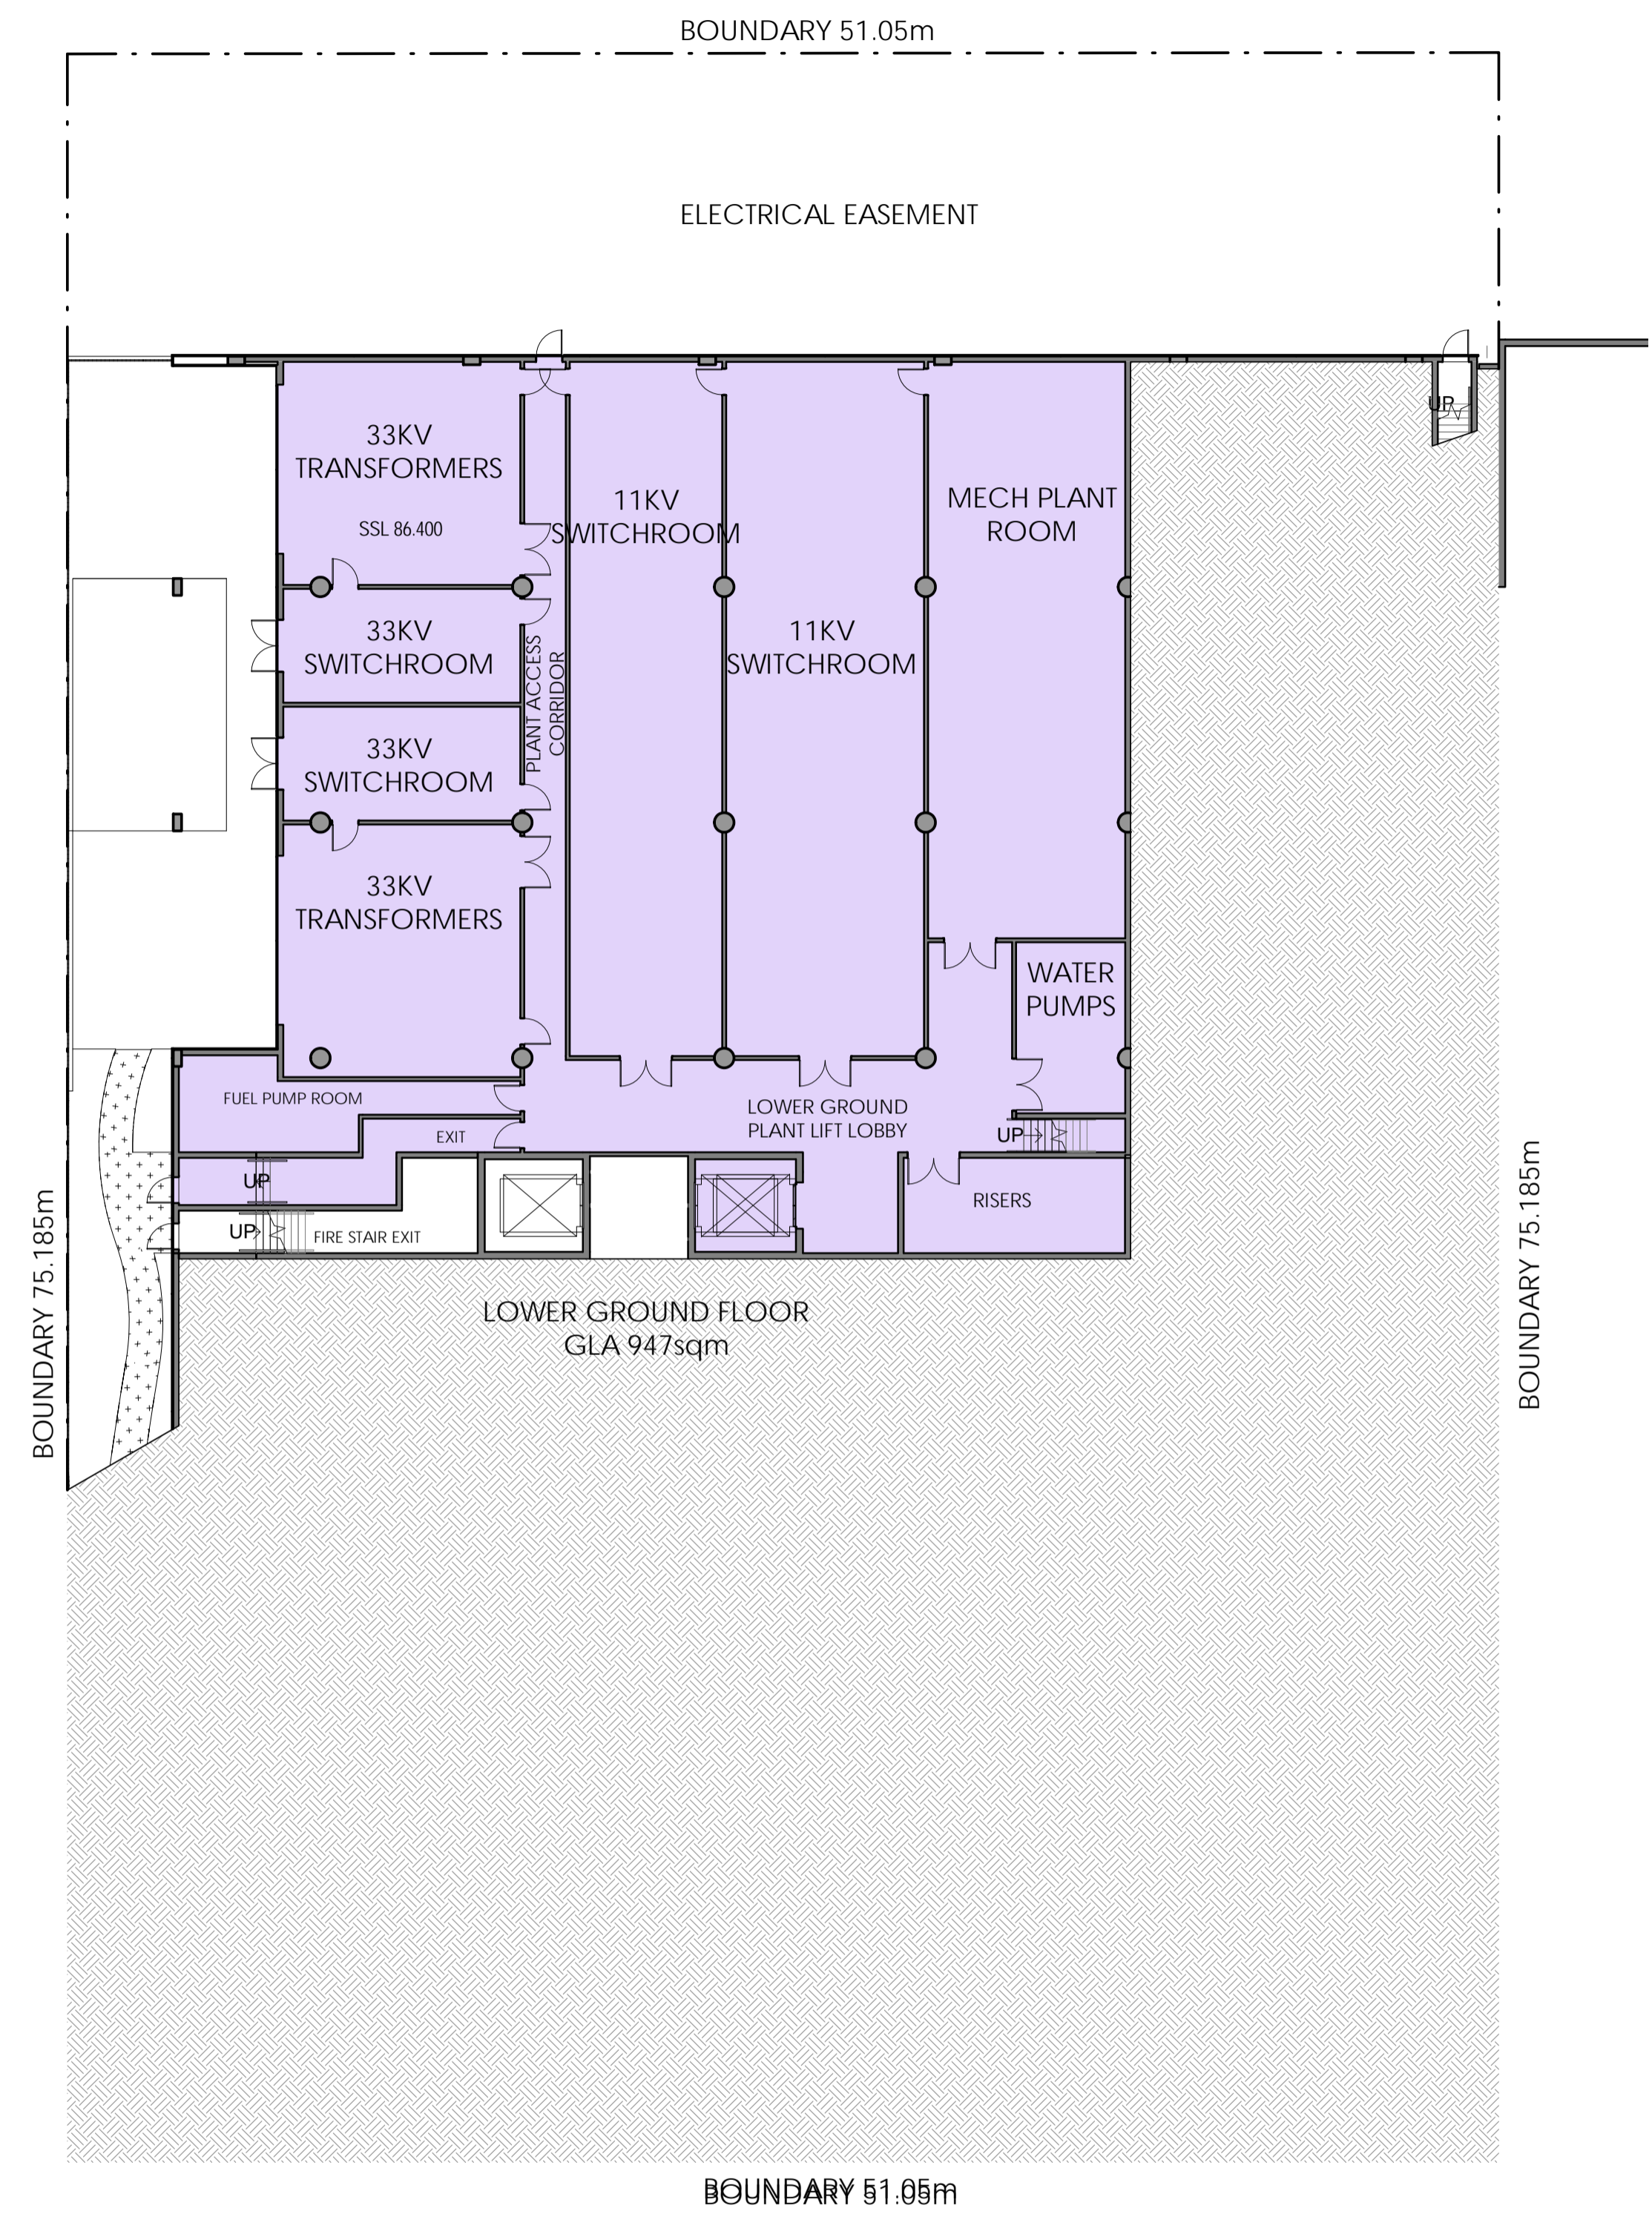 BOUNDARY 51.05m
ELECTRICAL EASEMENT
UP
33KV
TRANSFORMERS
SSL 86.400
11KV
SWITCHROOM
MECH PLANT
ROOM
33KV
SWITCHROOM
11KV
SWITCHROOM
PLANT ACCESS
CORRIDOR
33KV
SWITCHROOM
33KV
TRANSFORMERS
WATER
PUMPS
FUEL PUMP ROOM
EXIT
LOWER GROUND
PLANT LIFT LOBBY
UP
UP
RISERS
UP
FIRE STAIR EXIT
LOWER GROUND FLOOR
GLA 947sqm
BOUNDARY 75.185m
BOUNDARY 75.185m
BOUNDARY 51.05m
BOUNDARY 51.05m